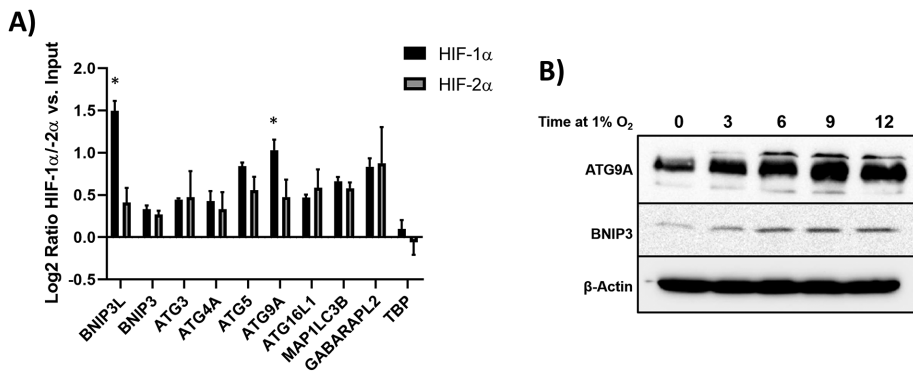 A)
Log2 Ratio HIF-1α/-2α vs. Input
2.0
1.5
1.0
0.5
0.0
-0.5
*
*
HIF-1α
HIF-2α
BNIP3L
BNIP3
ATG3
ATG4A
ATG5
ATG9A
ATG16L1
MAP1LC3B
GABARAPL2
TBP
B)
Time at 1% O₂ 0 3 6 9 12
ATG9A
BNIP3
β-Actin